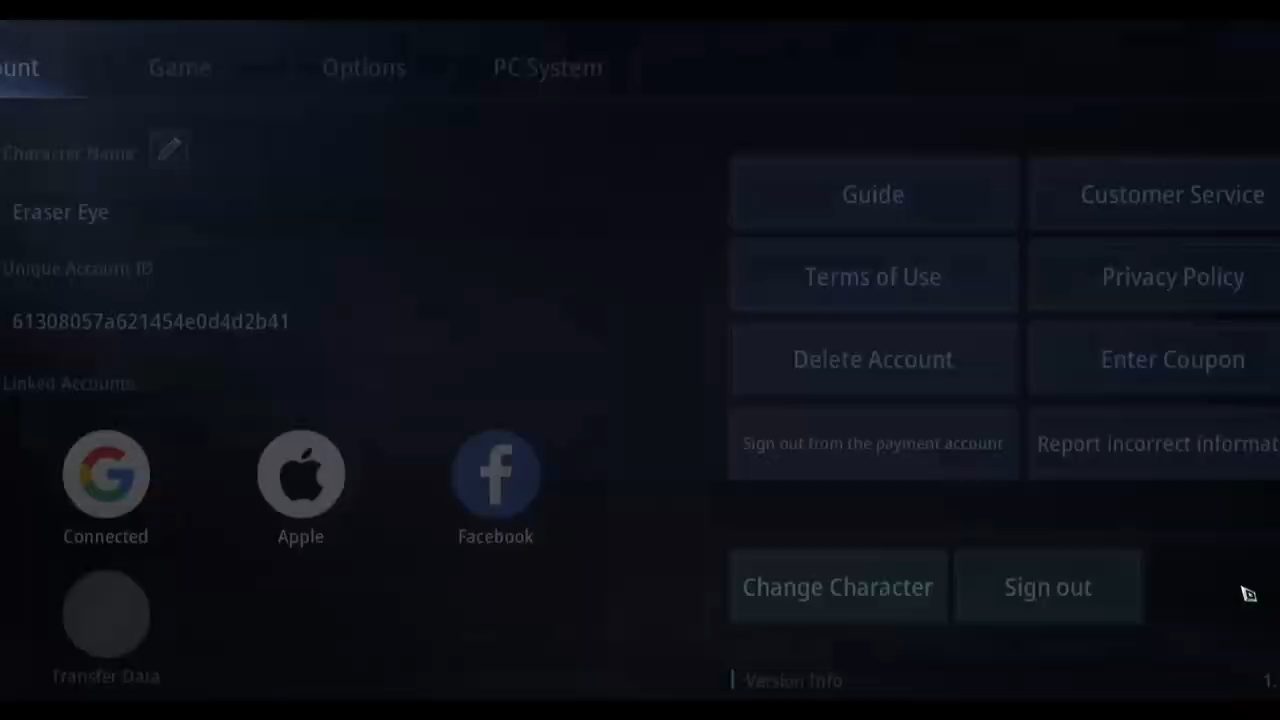 ount Game Options PC System
Character Name
Eraser Eye
Unique Account ID
61308057a621454e0d4d2b41
Linked Accounts
Connected Apple Facebook
Transfer Data
Guide Customer Service
Terms of Use Privacy Policy
Delete Account Enter Coupon
Sign out from the payment account Report incorrect informat
Change Character Sign out
Version Info 1.